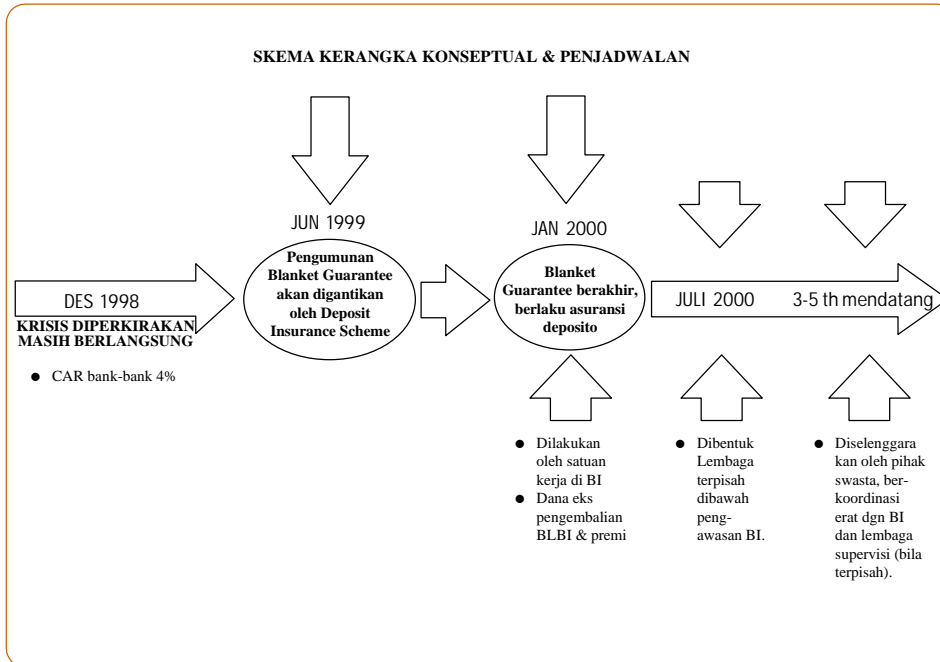 SKEMA KERANGKA KONSEPTUAL & PENJADWALAN
JUN 1999
Pengumunan
Blanket Guarantee
akan digantikan
oleh Deposit
Insurance Scheme
JAN 2000
Blanket
Guarantee berakhir,
berlaku asuransi
deposito
DES 1998
KRISIS DIPERKIRAKAN
MASIH BERLANGSUNG
● CAR bank-bank 4%
JULI 2000
3-5 th mendatang
● Dilakukan
oleh satuan
kerja di BI
● Dana eks
pengembalian
BLBI & premi
● Dibentuk
Lembaga
terpisah
dibawah
peng-
awasan BI.
● Diselenggara
kan oleh pihak
swasta, ber-
koordinasi
erat dgn BI
dan lembaga
supervisi (bila
terpisah).